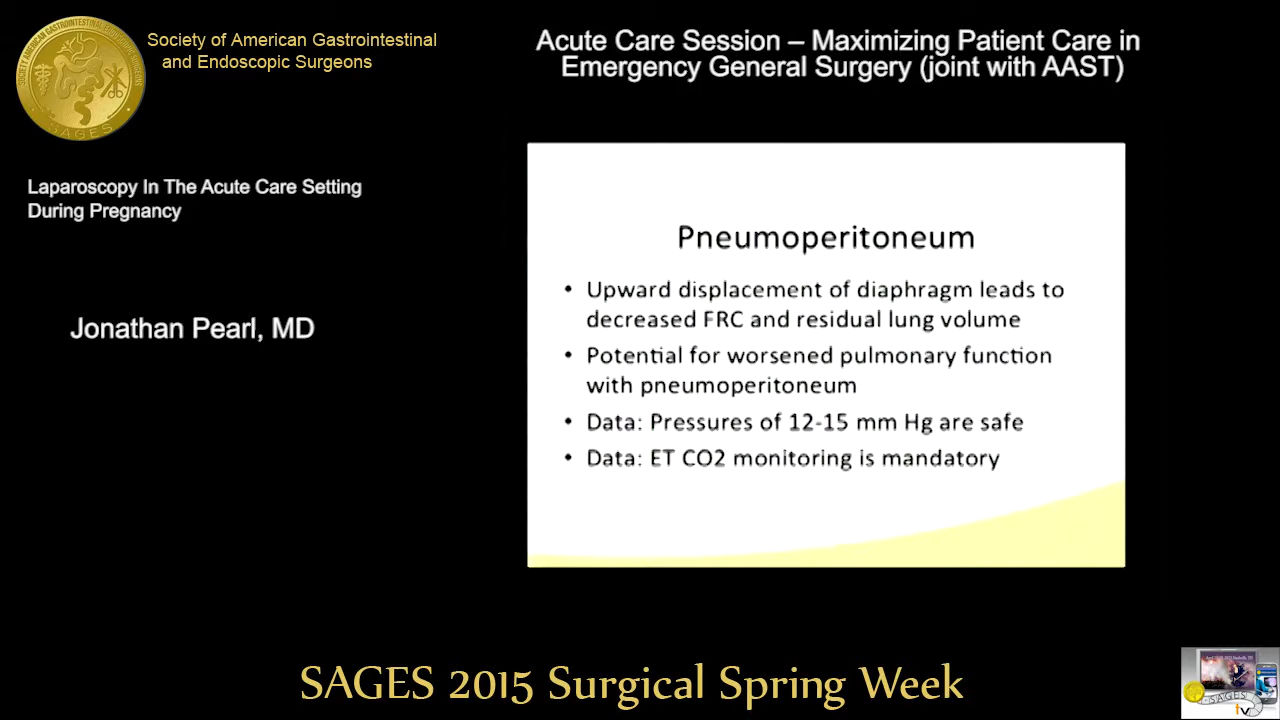 Society of American Gastrointestinal
and Endoscopic Surgeons
SAGES
Acute Care Session – Maximizing Patient Care in
Emergency General Surgery (joint with AAST)
Laparoscopy In The Acute Care Setting
During Pregnancy
Jonathan Pearl, MD
Pneumoperitoneum
• Upward displacement of diaphragm leads to
decreased FRC and residual lung volume
• Potential for worsened pulmonary function
with pneumoperitoneum
• Data: Pressures of 12-15 mm Hg are safe
• Data: ET CO2 monitoring is mandatory
SAGES 2015 Surgical Spring Week
SAGES
tv